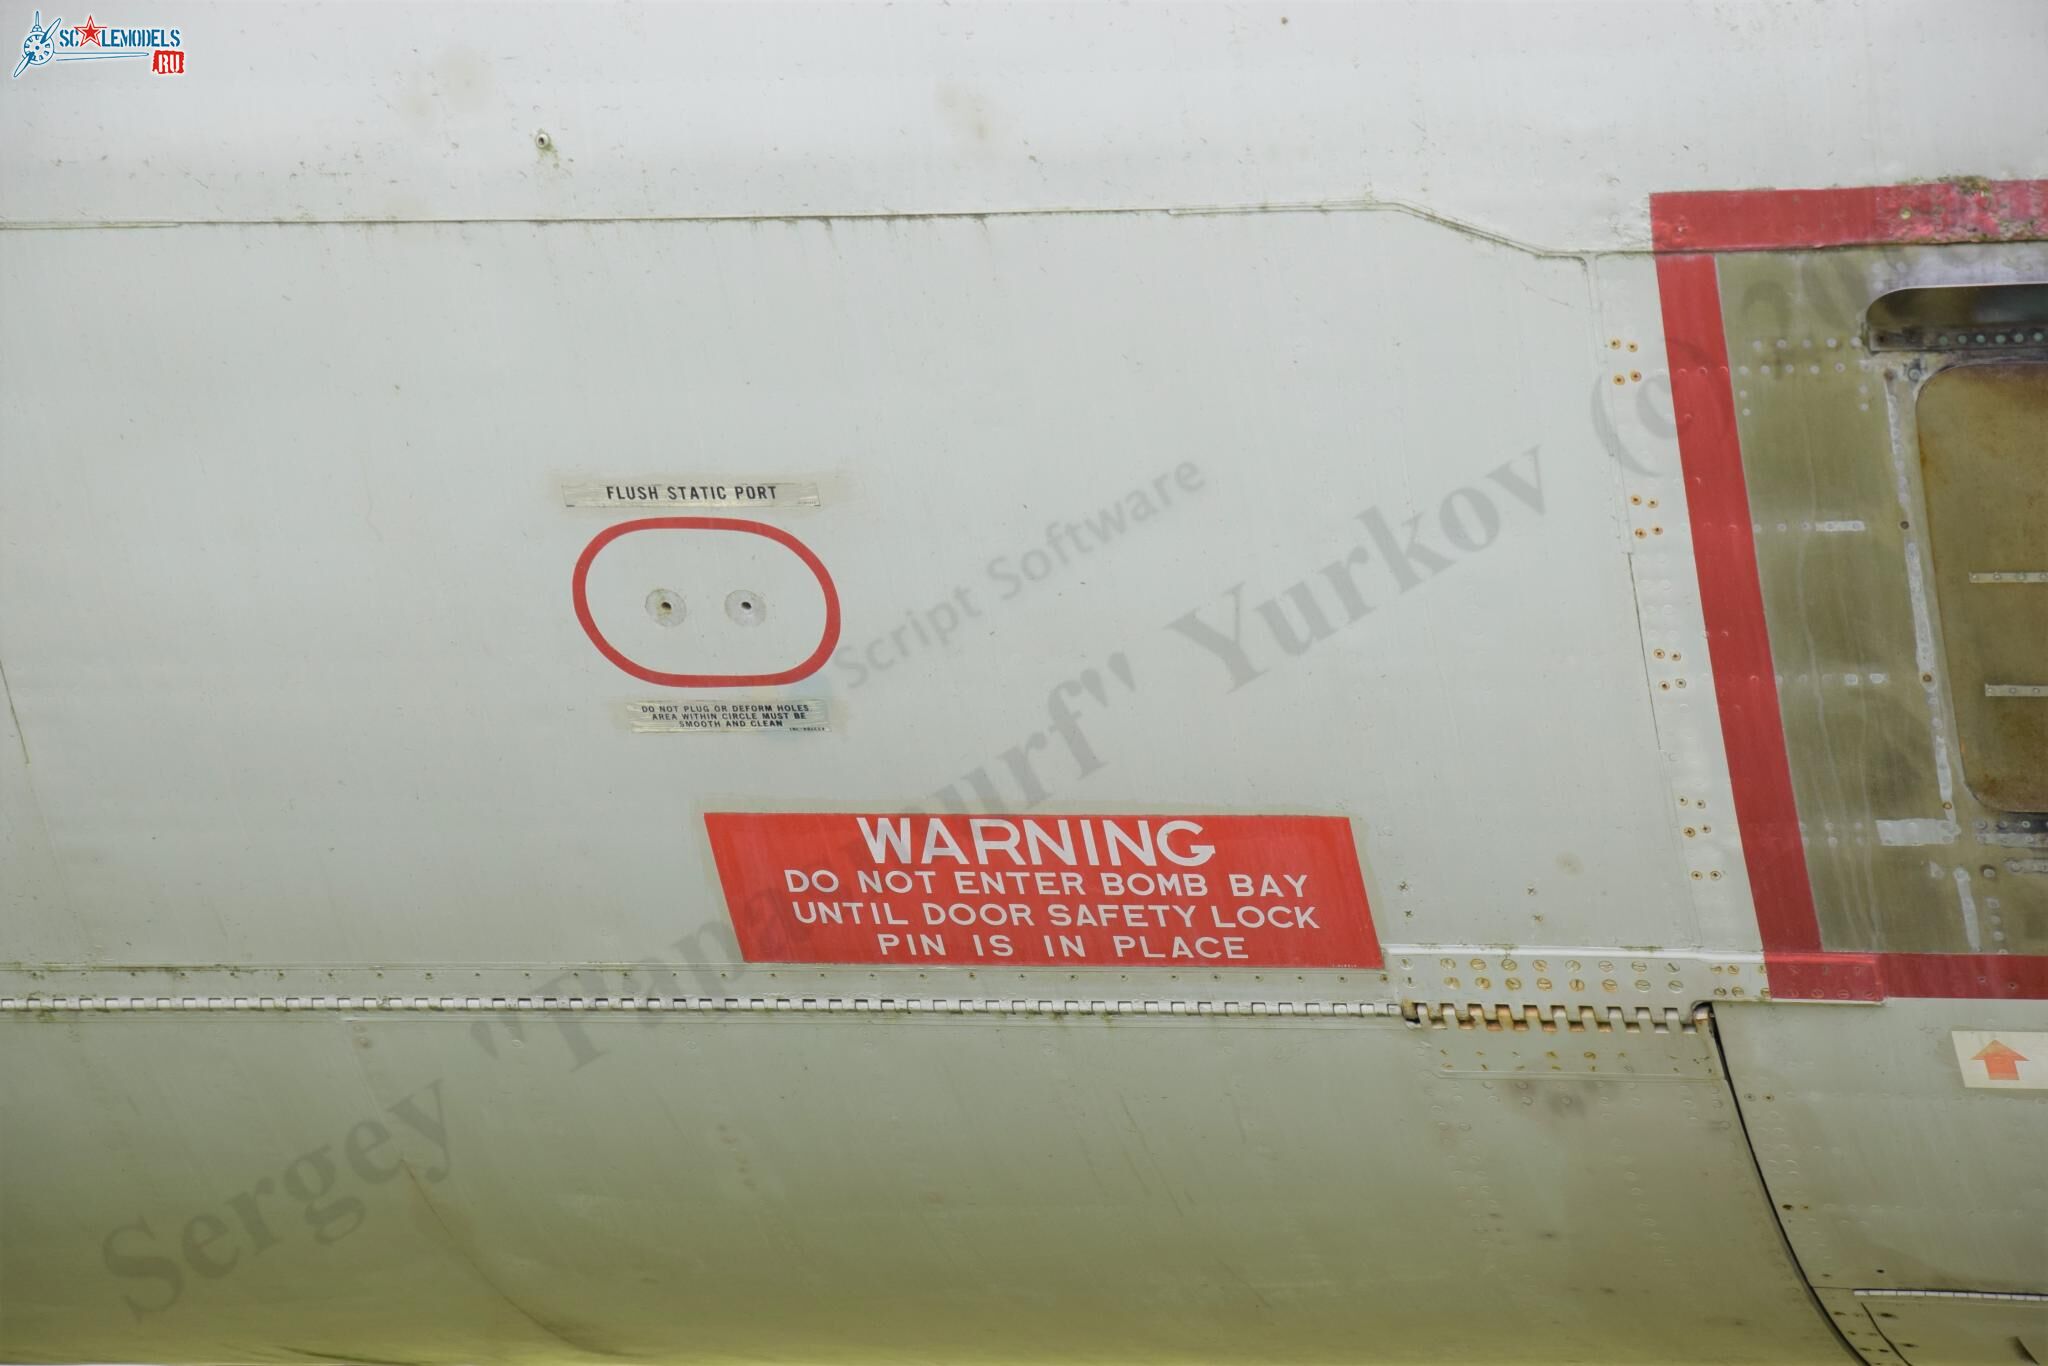 SCALEMODELS
RU
FLUSH STATIC PORT
DO NOT PLUG OR DEFORM HOLES
AREA WITHIN CIRCLE MUST BE
SMOOTH AND CLEAN
WARNING
DO NOT ENTER BOMB BAY
UNTIL DOOR SAFETY LOCK
PIN IS IN PLACE
Script Software
Sergey "Papasmurf" Yurkov (c)